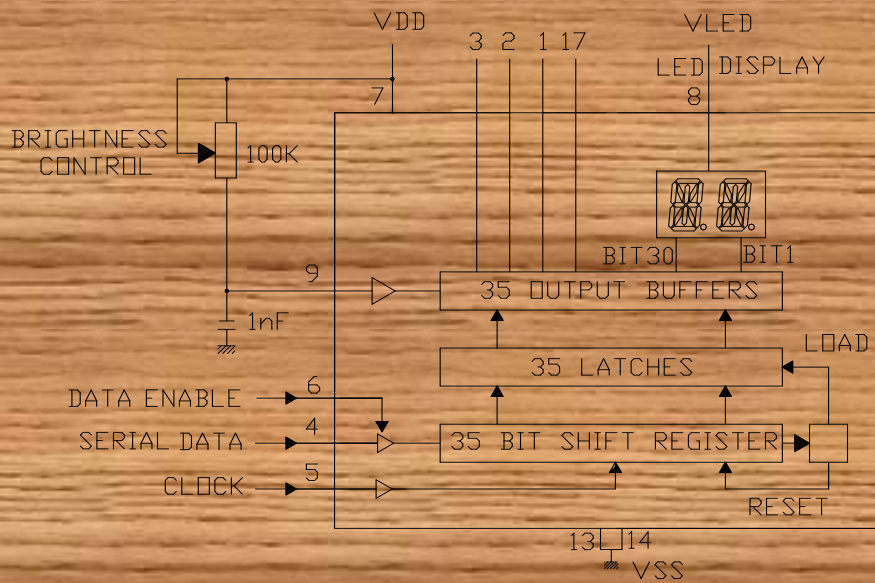 VDD
3 2 1 17
VLED
LED DISPLAY
7
8
BRIGHTNESS
CONTROL
100K
BIT30
BIT1
9
35 OUTPUT BUFFERS
1nF
LOAD
35 LATCHES
6
DATA ENABLE
4
SERIAL DATA
35 BIT SHIFT REGISTER
5
CLOCK
RESET
13 14
VSS